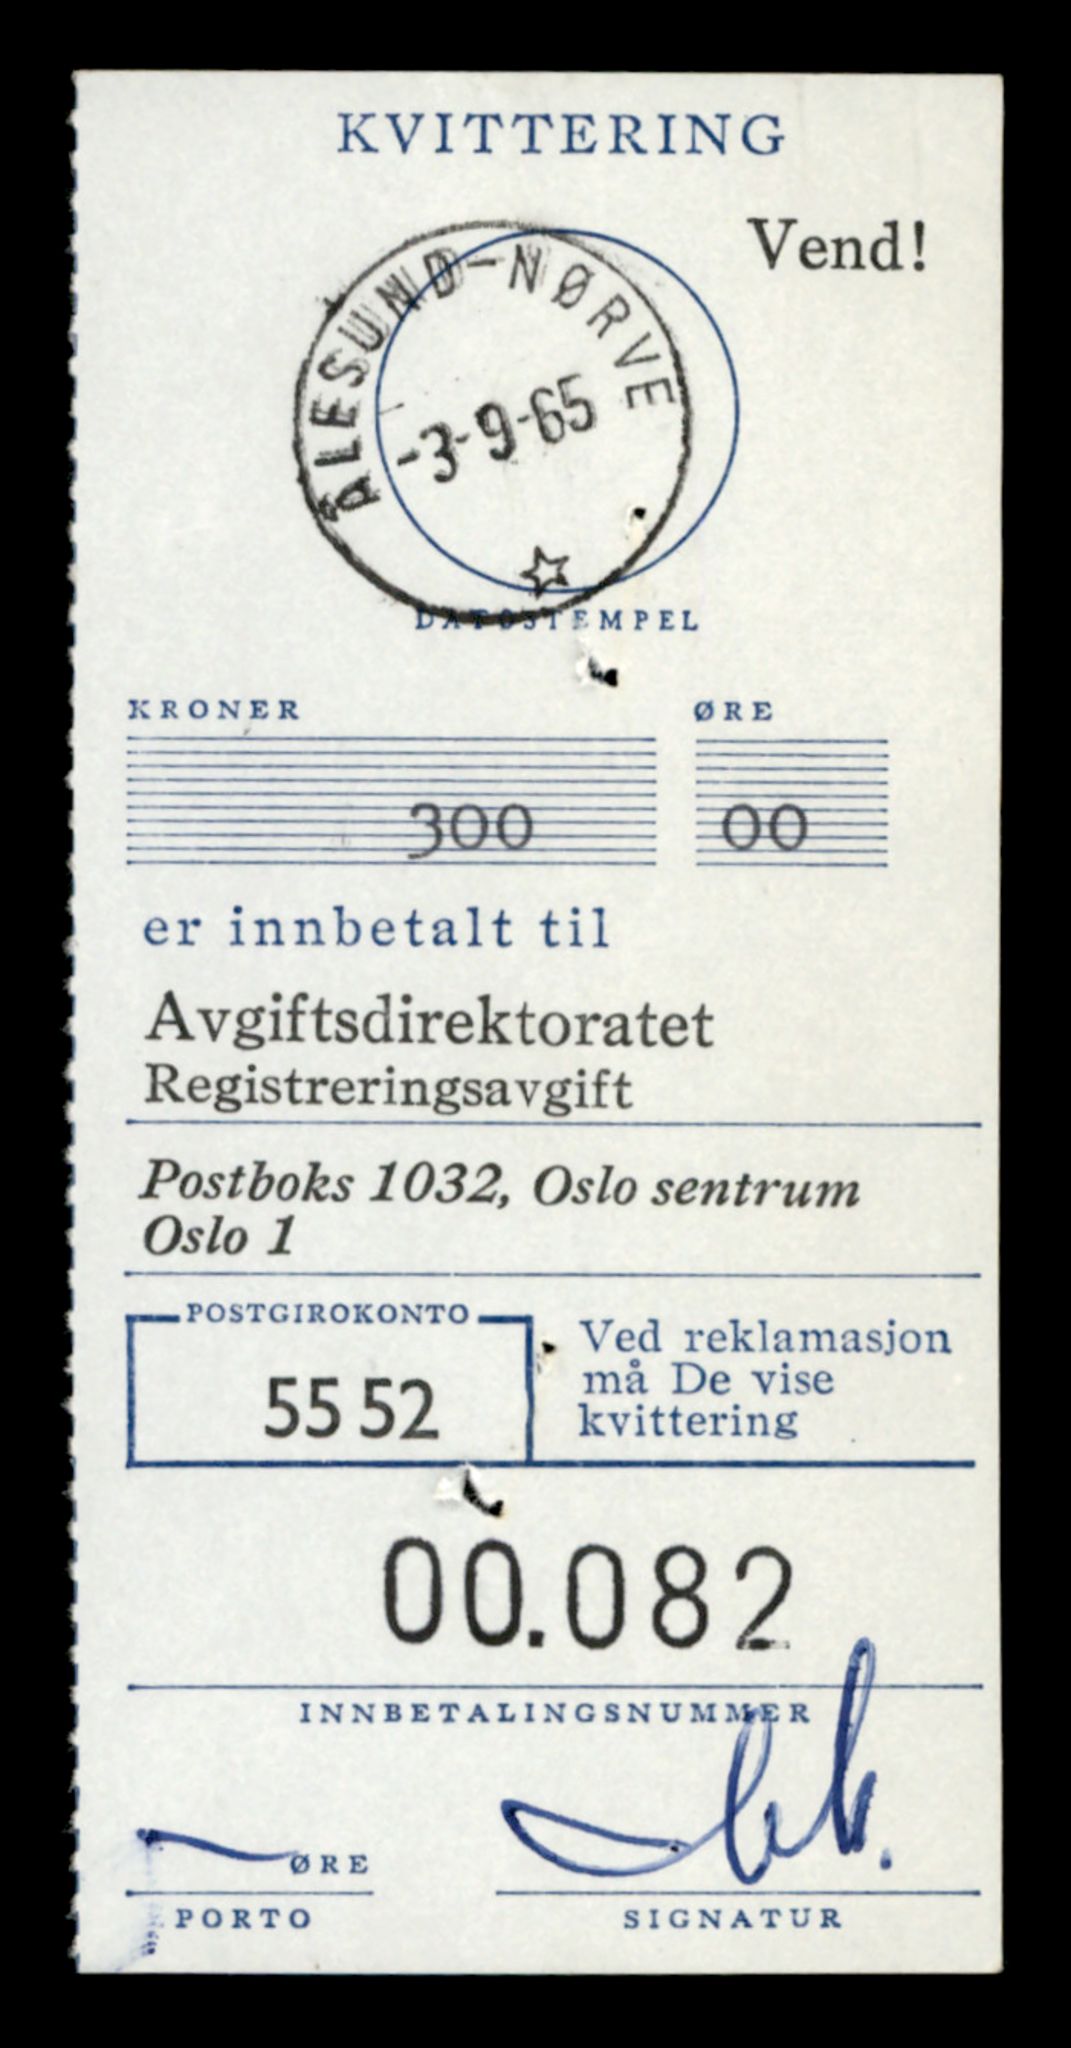 KVITTERING
Vend!
ÅLESUND-NØRVE
-3-9-65
DATOSTEMPEL
KRONER ØRE
300 00
er innbetalt til
Avgiftsdirektoratet
Registreringsavgift
Postboks 1032, Oslo sentrum
Oslo 1
POSTGIROKONTO
55 52
Ved reklamasjon
må De vise
kvittering
00.082
INNBETALINGSNUMMER
ØRE
PORTO
SIGNATUR